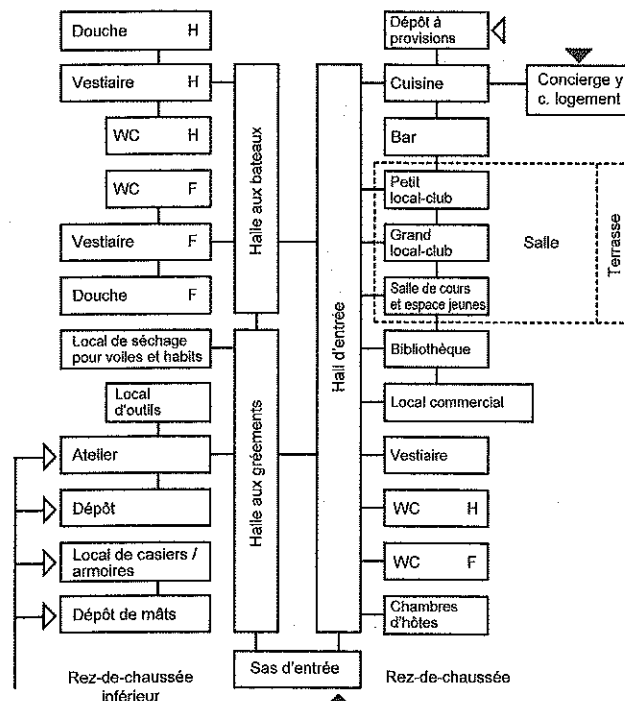 Douche H
Vestiaire H
WC H
WC F
Vestiaire F
Douche F
Local de séchage
pour voiles et habits
Local
d'outils
Atelier
Dépôt
Local de casiers /
armoires
Dépôt de mâts
Rez-de-chaussée
inférieur
Halle aux bateaux
Halle aux gréements
Sas d'entrée
Hall d'entrée
Dépôt à
provisions
Cuisine
Concierge y
c. logement
Bar
Petit
local-club
Grand
local-club
Salle de cours
et espace jeunes
Salle
Terrasse
Bibliothèque
Local commercial
Vestiaire
WC H
WC F
Chambres
d'hôtes
Rez-de-chaussée